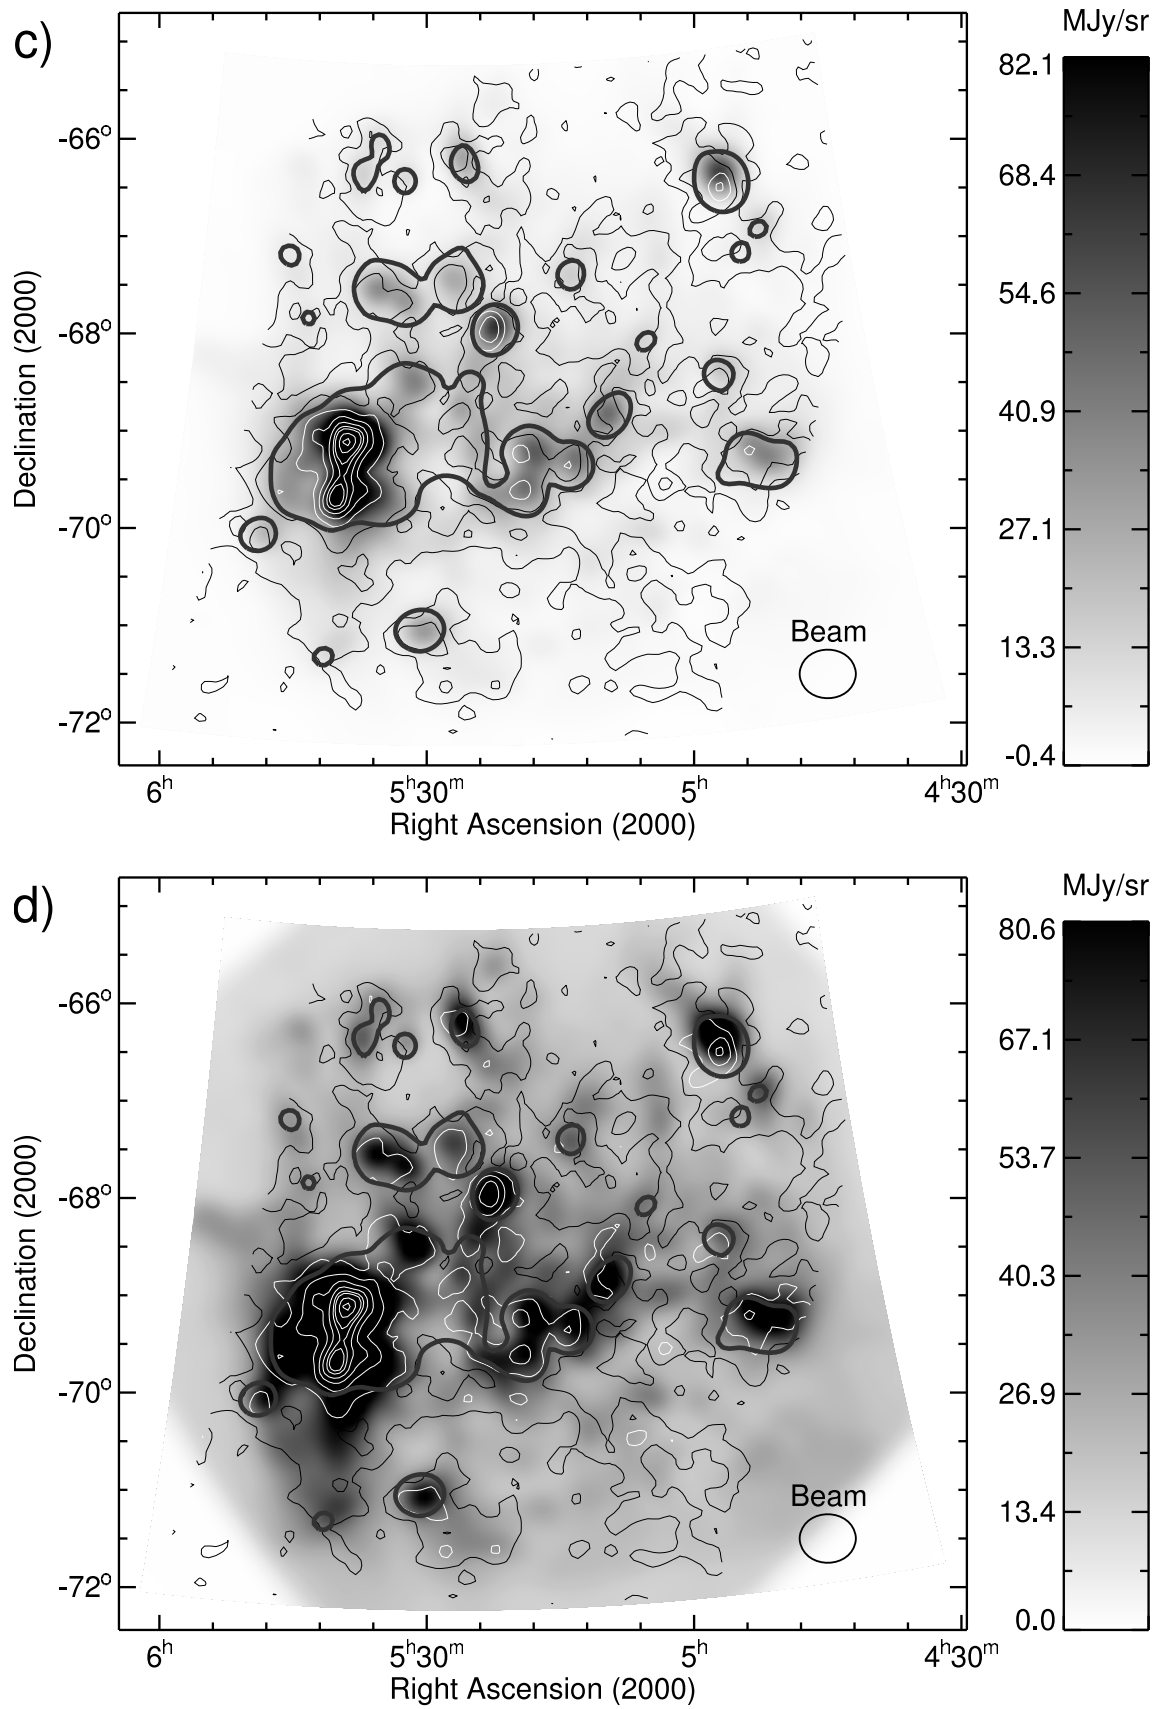 c)
MJy/sr
82.1
68.4
54.6
40.9
27.1
13.3
-0.4
-66°
-68°
-70°
-72°
Declination (2000)
Beam
6ʰ
5ʰ30ᵐ
5ʰ
4ʰ30ᵐ
Right Ascension (2000)
d)
MJy/sr
80.6
67.1
53.7
40.3
26.9
13.4
0.0
-66°
-68°
-70°
-72°
Declination (2000)
Beam
6ʰ
5ʰ30ᵐ
5ʰ
4ʰ30ᵐ
Right Ascension (2000)